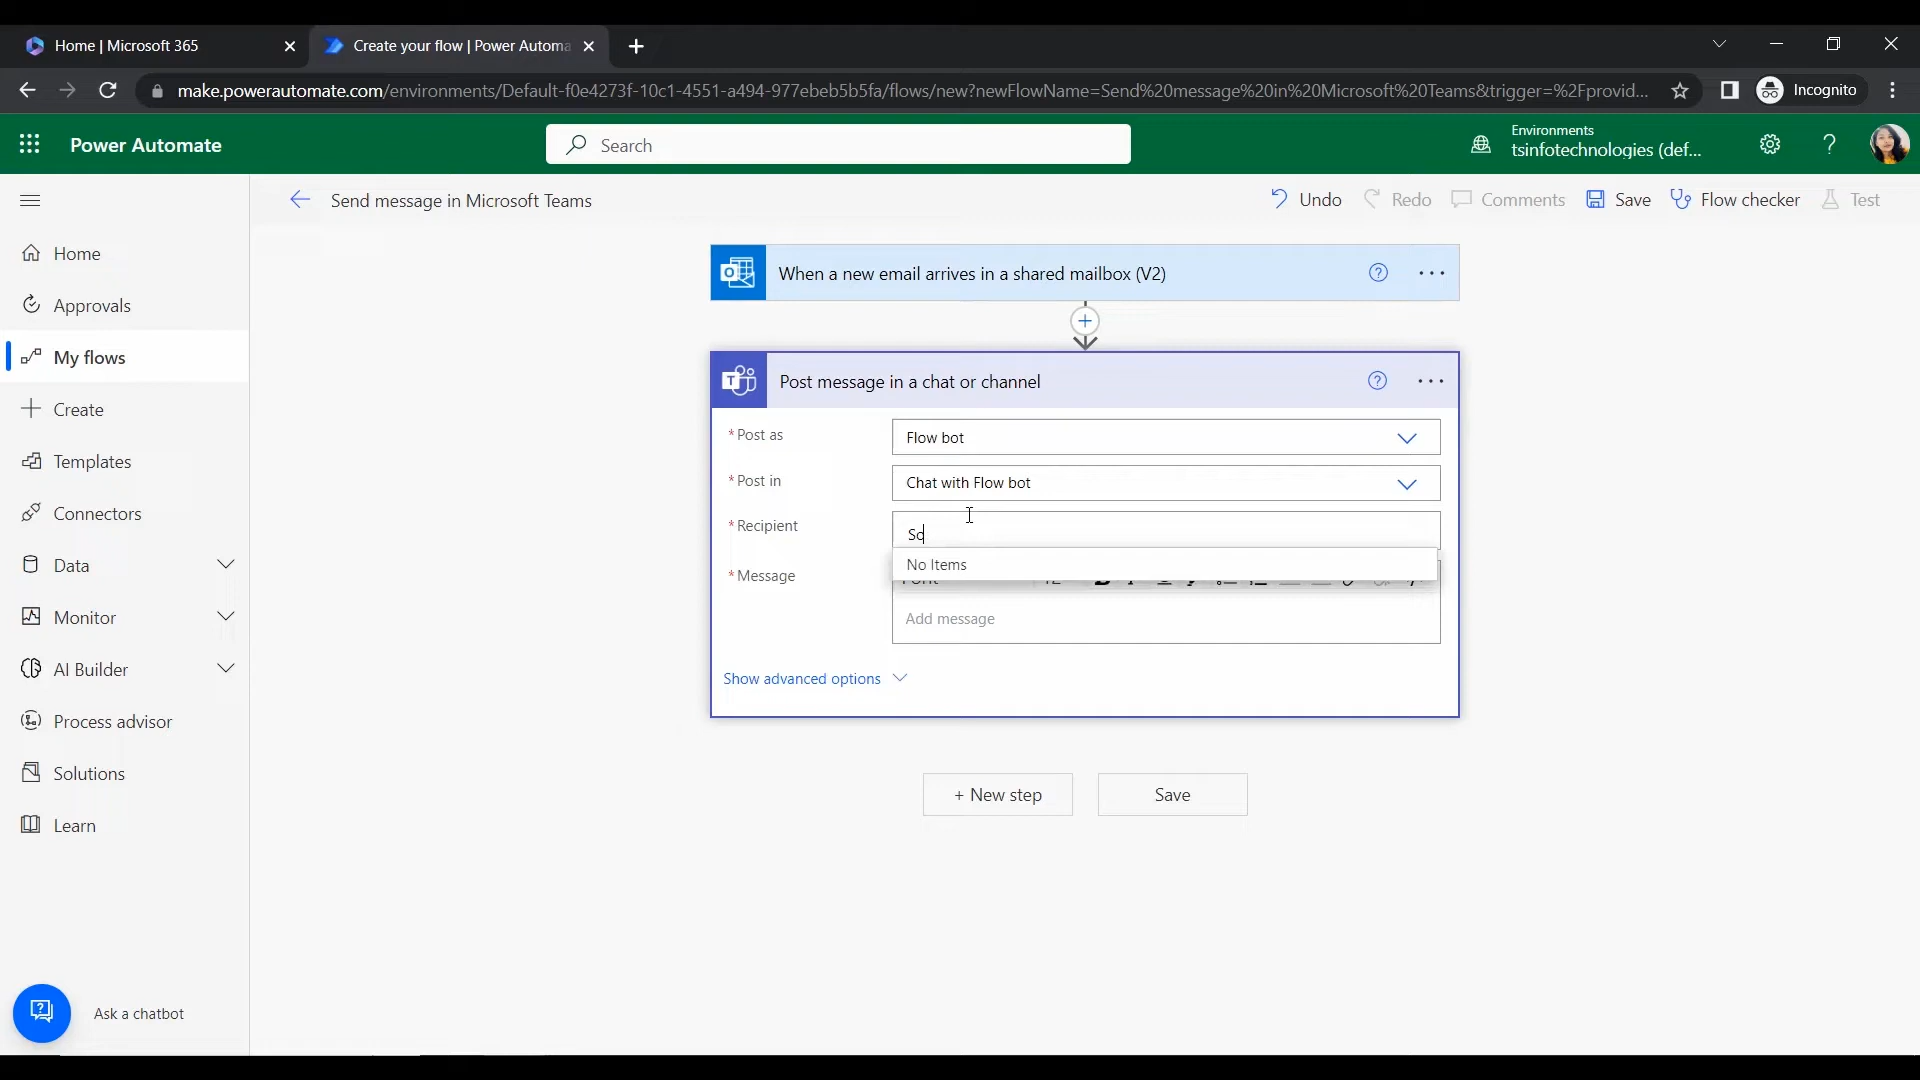 Home | Microsoft 365
Create your flow | Power Automa
make.powerautomate.com/environments/Default-f0e4273f-10c1-4551-a494-977ebeb5b5fa/flows/new?newFlowName=Send%20message%20in%20Microsoft%20Teams&trigger=%2Fprovid...
Incognito
Power Automate
Search
Environments
tsinfotechnologies (def...
Send message in Microsoft Teams
Undo
Redo
Comments
Save
Flow checker
Test
Home
Approvals
My flows
Create
Templates
Connectors
Data
Monitor
AI Builder
Process advisor
Solutions
Learn
Ask a chatbot
When a new email arrives in a shared mailbox (V2)
Post message in a chat or channel
* Post as
Flow bot
* Post in
Chat with Flow bot
* Recipient
So
No Items
* Message
Add message
Show advanced options
+ New step
Save